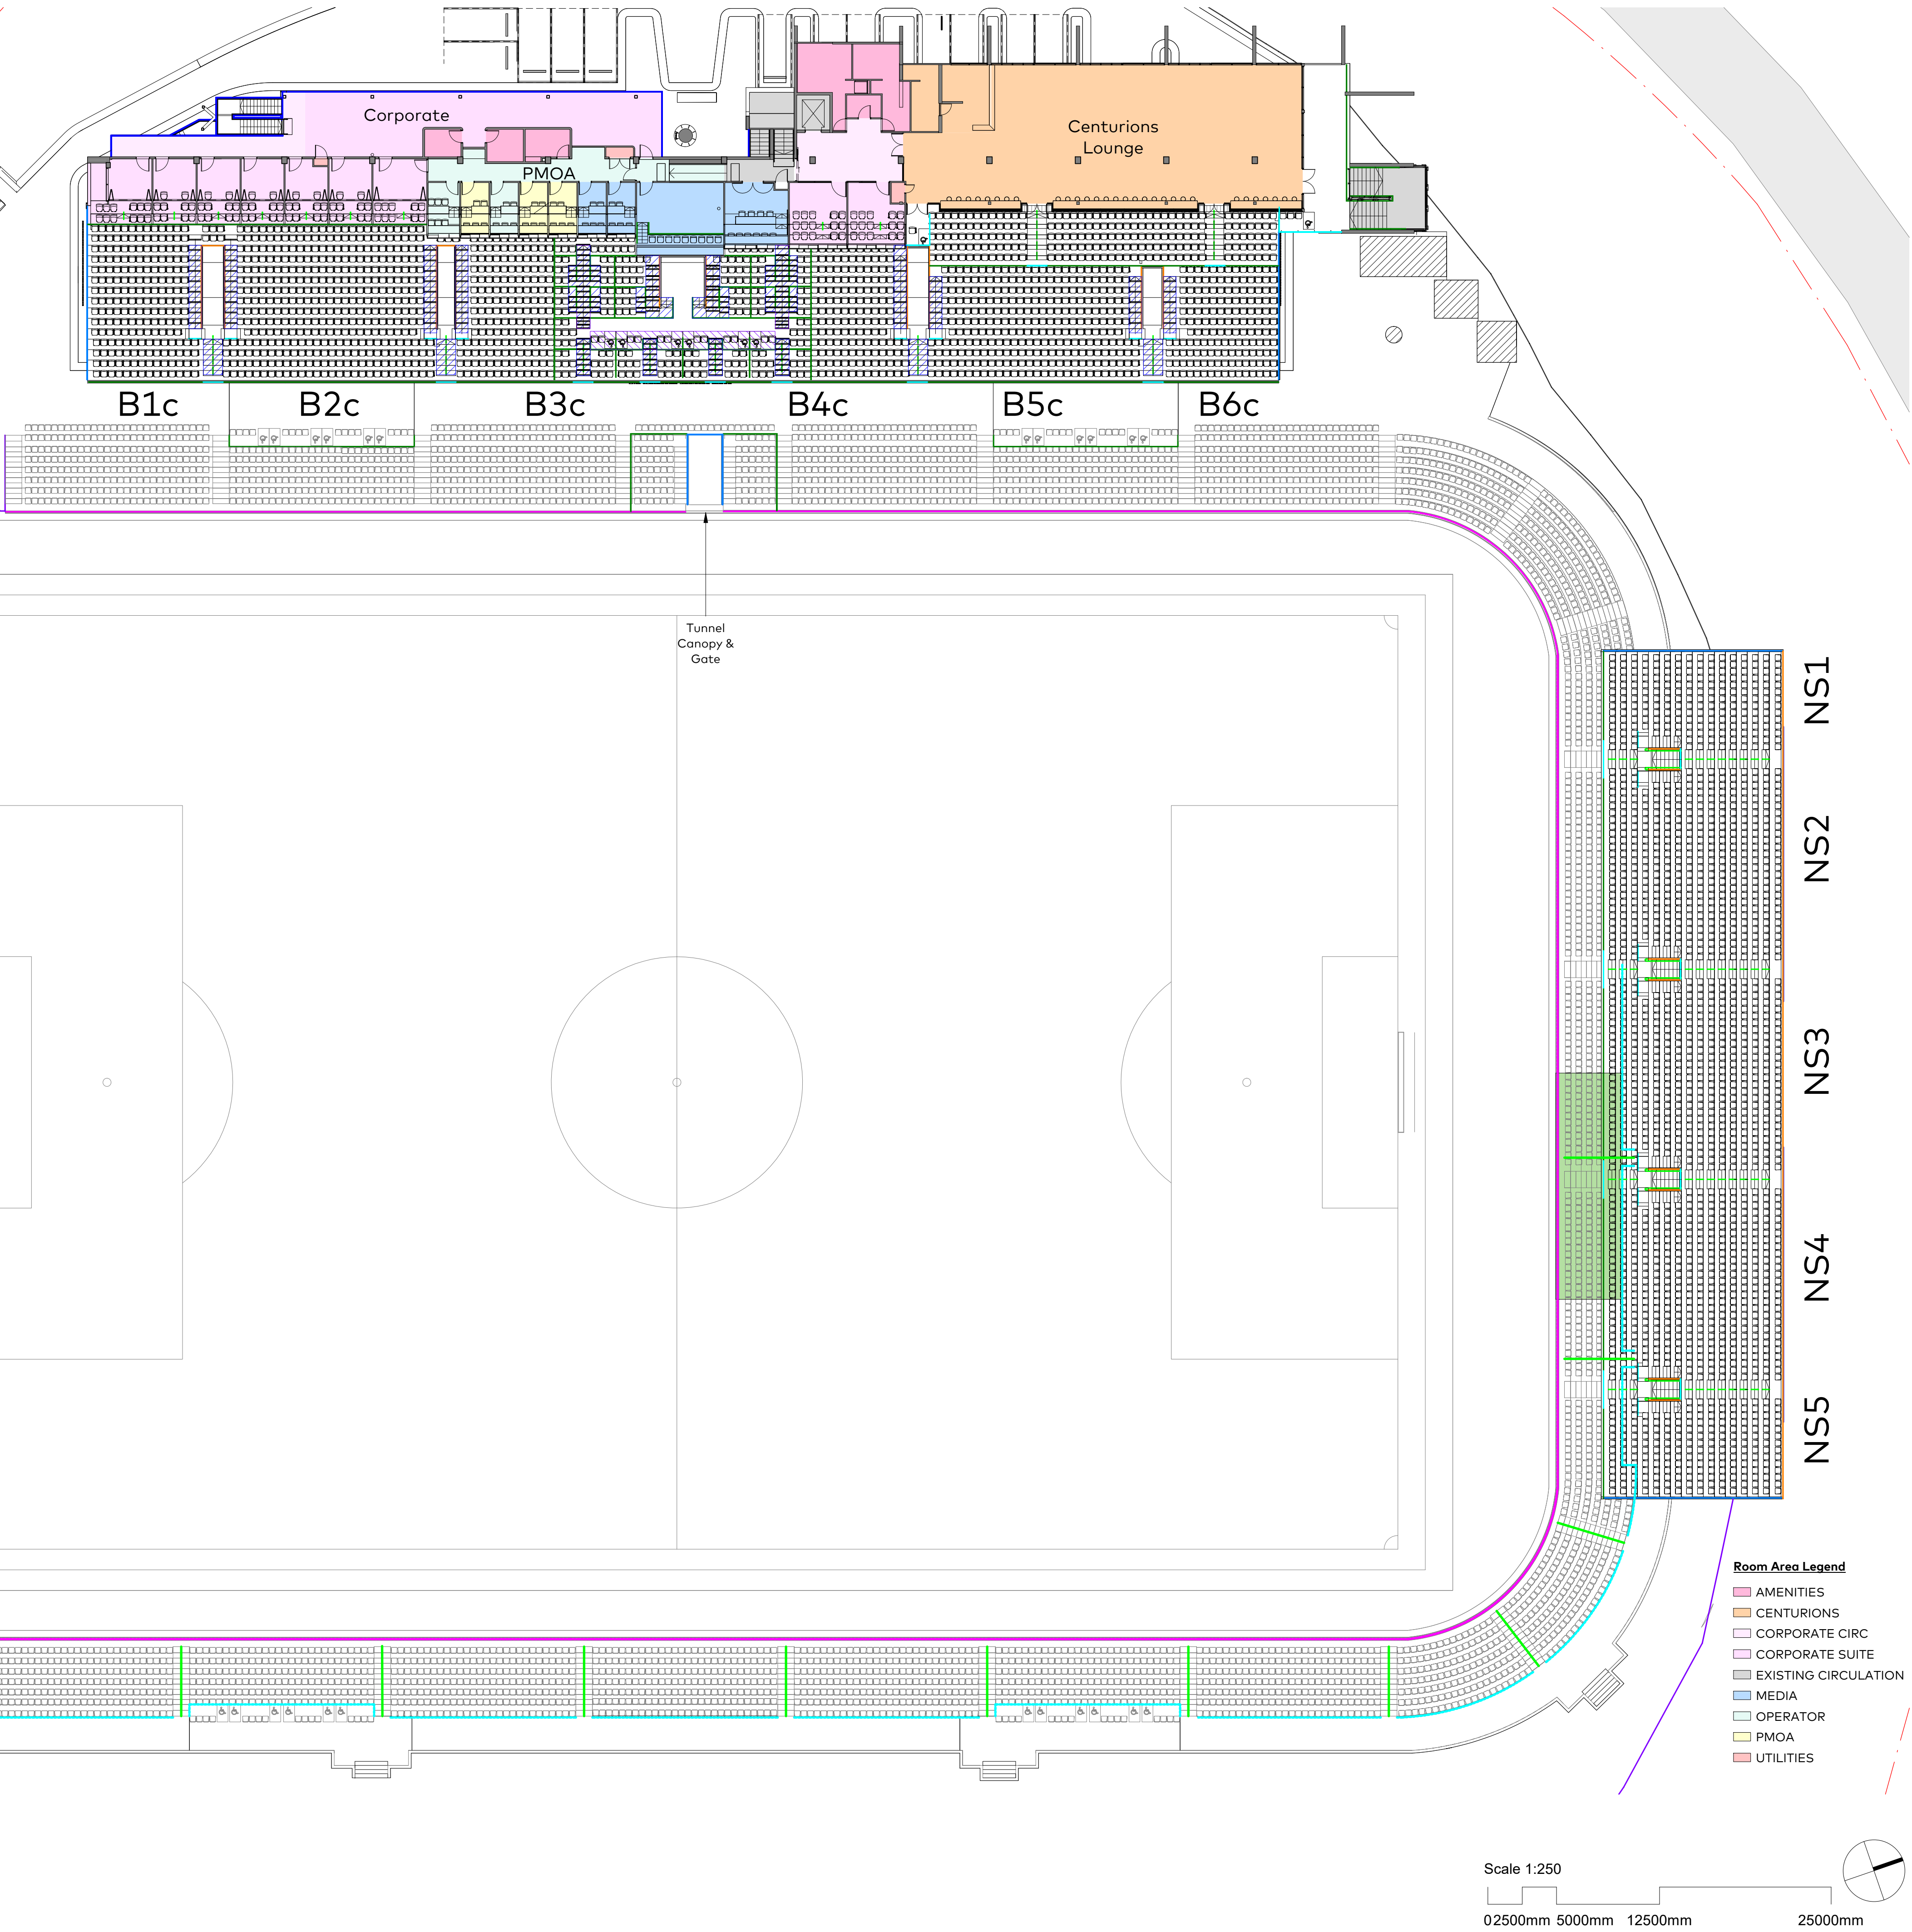 Corporate
Centurions
Lounge
PMOA
B1c
B2c
B3c
B4c
B5c
B6c
Tunnel
Canopy &
Gate
NS1
NS2
NS3
NS4
NS5
Room Area Legend
AMENITIES
CENTURIONS
CORPORATE CIRC
CORPORATE SUITE
EXISTING CIRCULATION
MEDIA
OPERATOR
PMOA
UTILITIES
Scale 1:250
0 2500mm 5000mm 12500mm 25000mm